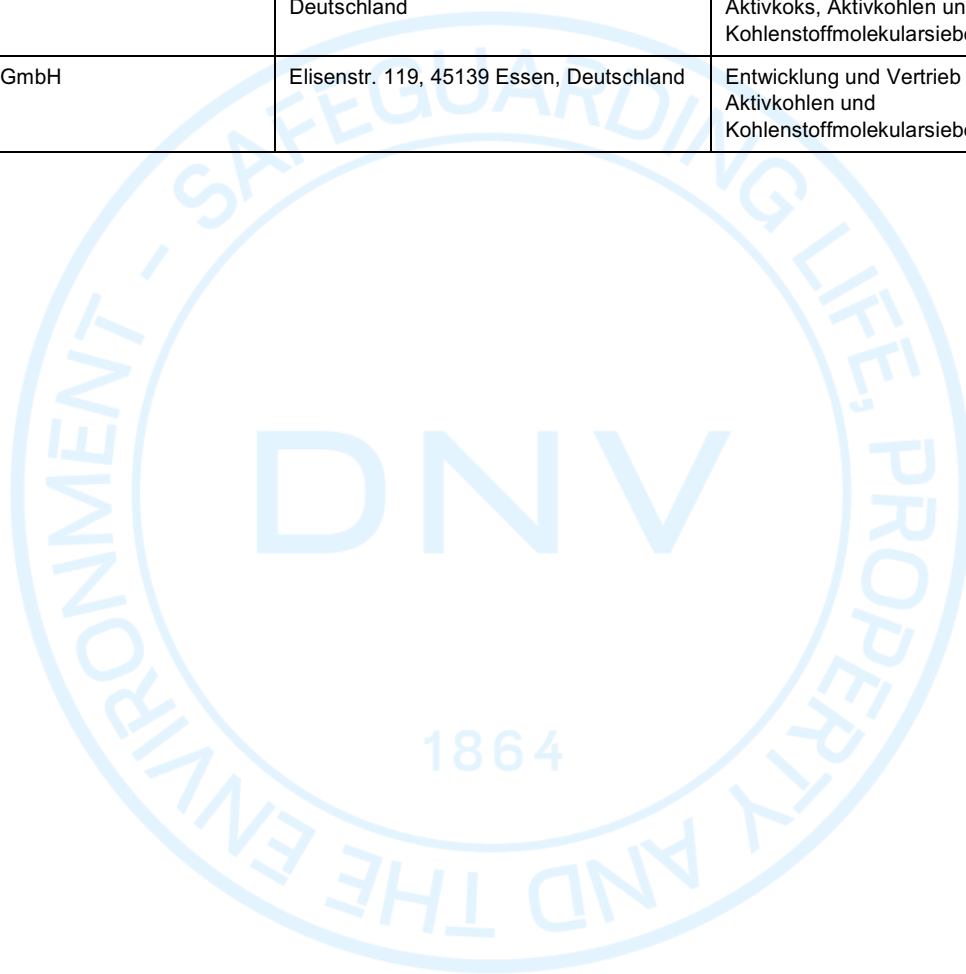 Deutschland
Aktivkoks, Aktivkohlen un
Kohlenstoffmolekularsieb
GmbH
Elisenstr. 119, 45139 Essen, Deutschland
Entwicklung und Vertrieb
Aktivkohlen und
Kohlenstoffmolekularsieb
SAFEGUARDING LIFE, PROPERTY AND THE ENVIRONMENT -
DNV
1864